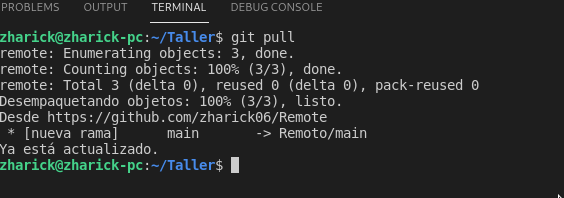 PROBLEMS OUTPUT TERMINAL DEBUG CONSOLE
zharick@zharick-pc:~/Taller$ git pull
remote: Enumerating objects: 3, done.
remote: Counting objects: 100% (3/3), done.
remote: Total 3 (delta 0), reused 0 (delta 0), pack-reused 0
Desempaquetando objetos: 100% (3/3), listo.
Desde https://github.com/zharick06/Remote
 * [nueva rama]      main       -> Remoto/main
Ya está actualizado.
zharick@zharick-pc:~/Taller$